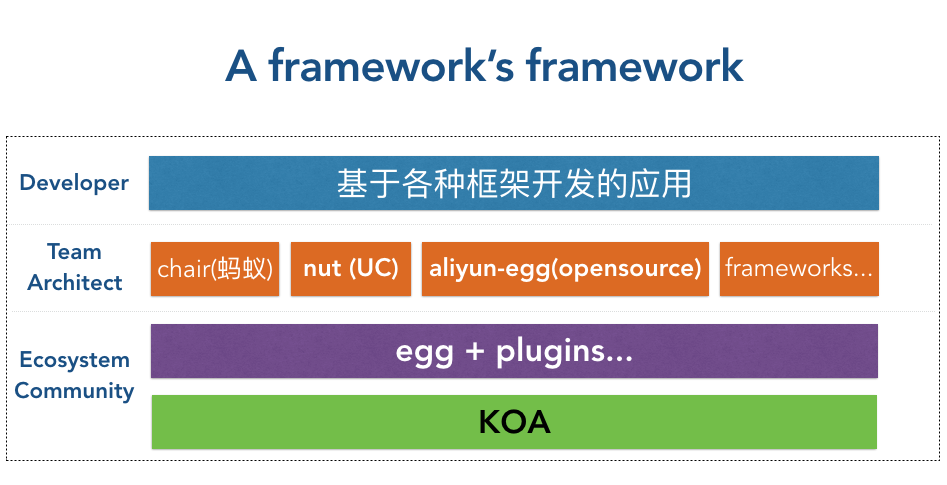 A framework’s framework
Developer
基于各种框架开发的应用
Team
Architect
chair(蚂蚁)
nut (UC)
aliyun-egg(opensource)
frameworks...
Ecosystem
Community
egg + plugins...
KOA